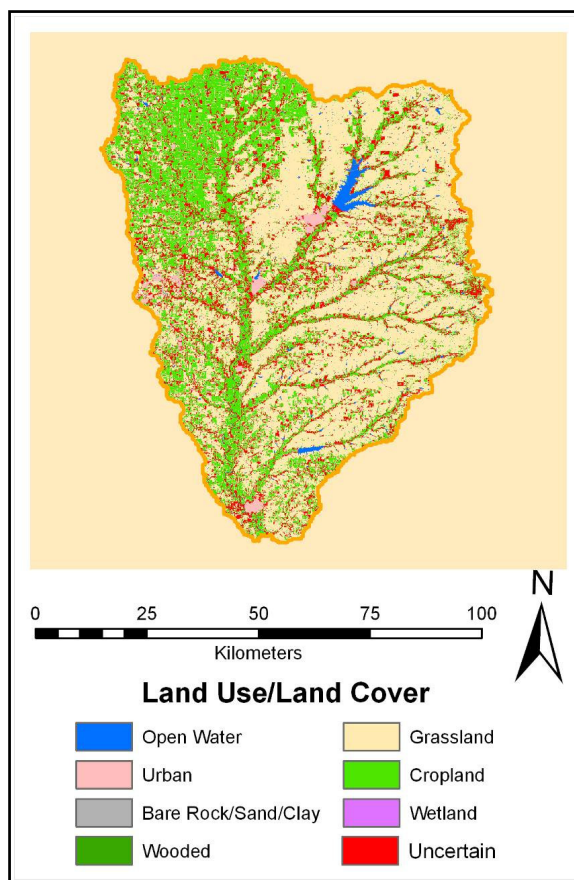 N
0 25 50 75 100
Kilometers
Land Use/Land Cover
Open Water Grassland
Urban Cropland
Bare Rock/Sand/Clay Wetland
Wooded Uncertain